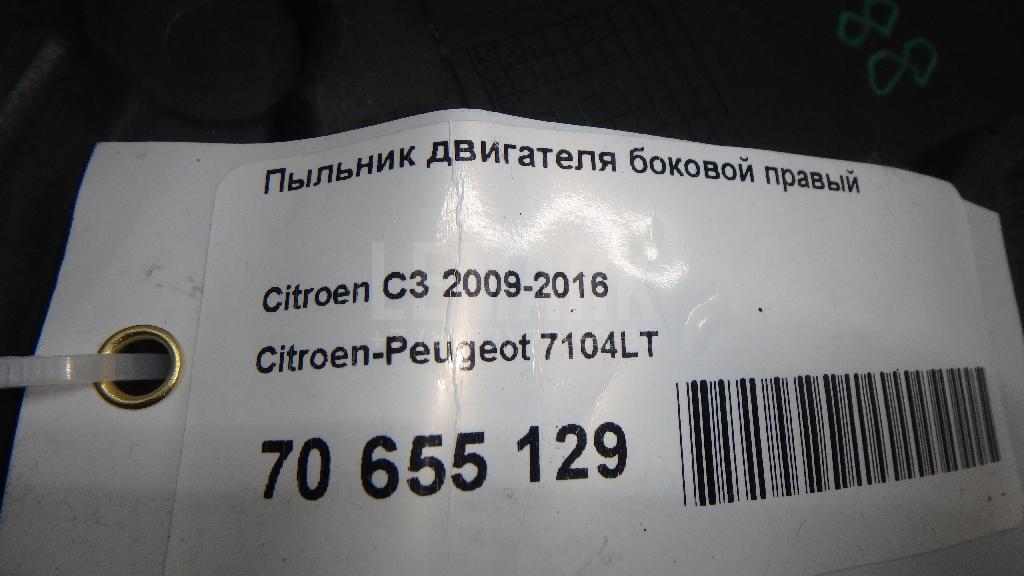 Пыльник двигателя боковой правый
Citroen C3 2009-2016
Citroen-Peugeot 7104LT
70 655 129